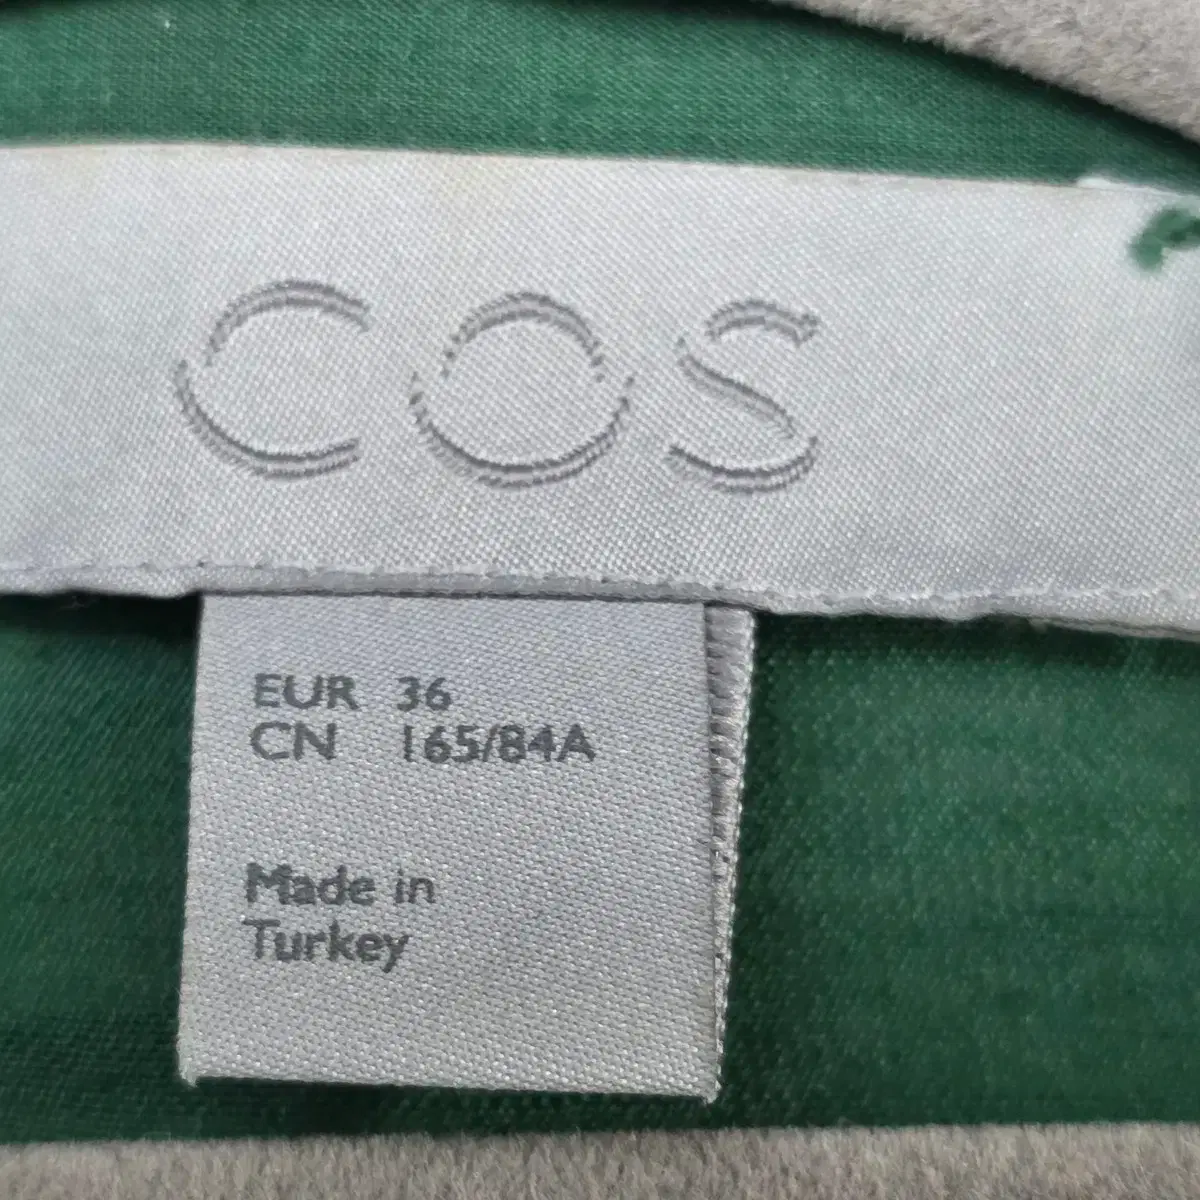 COS
EUR 36
CN 165/84A
Made in
Turkey